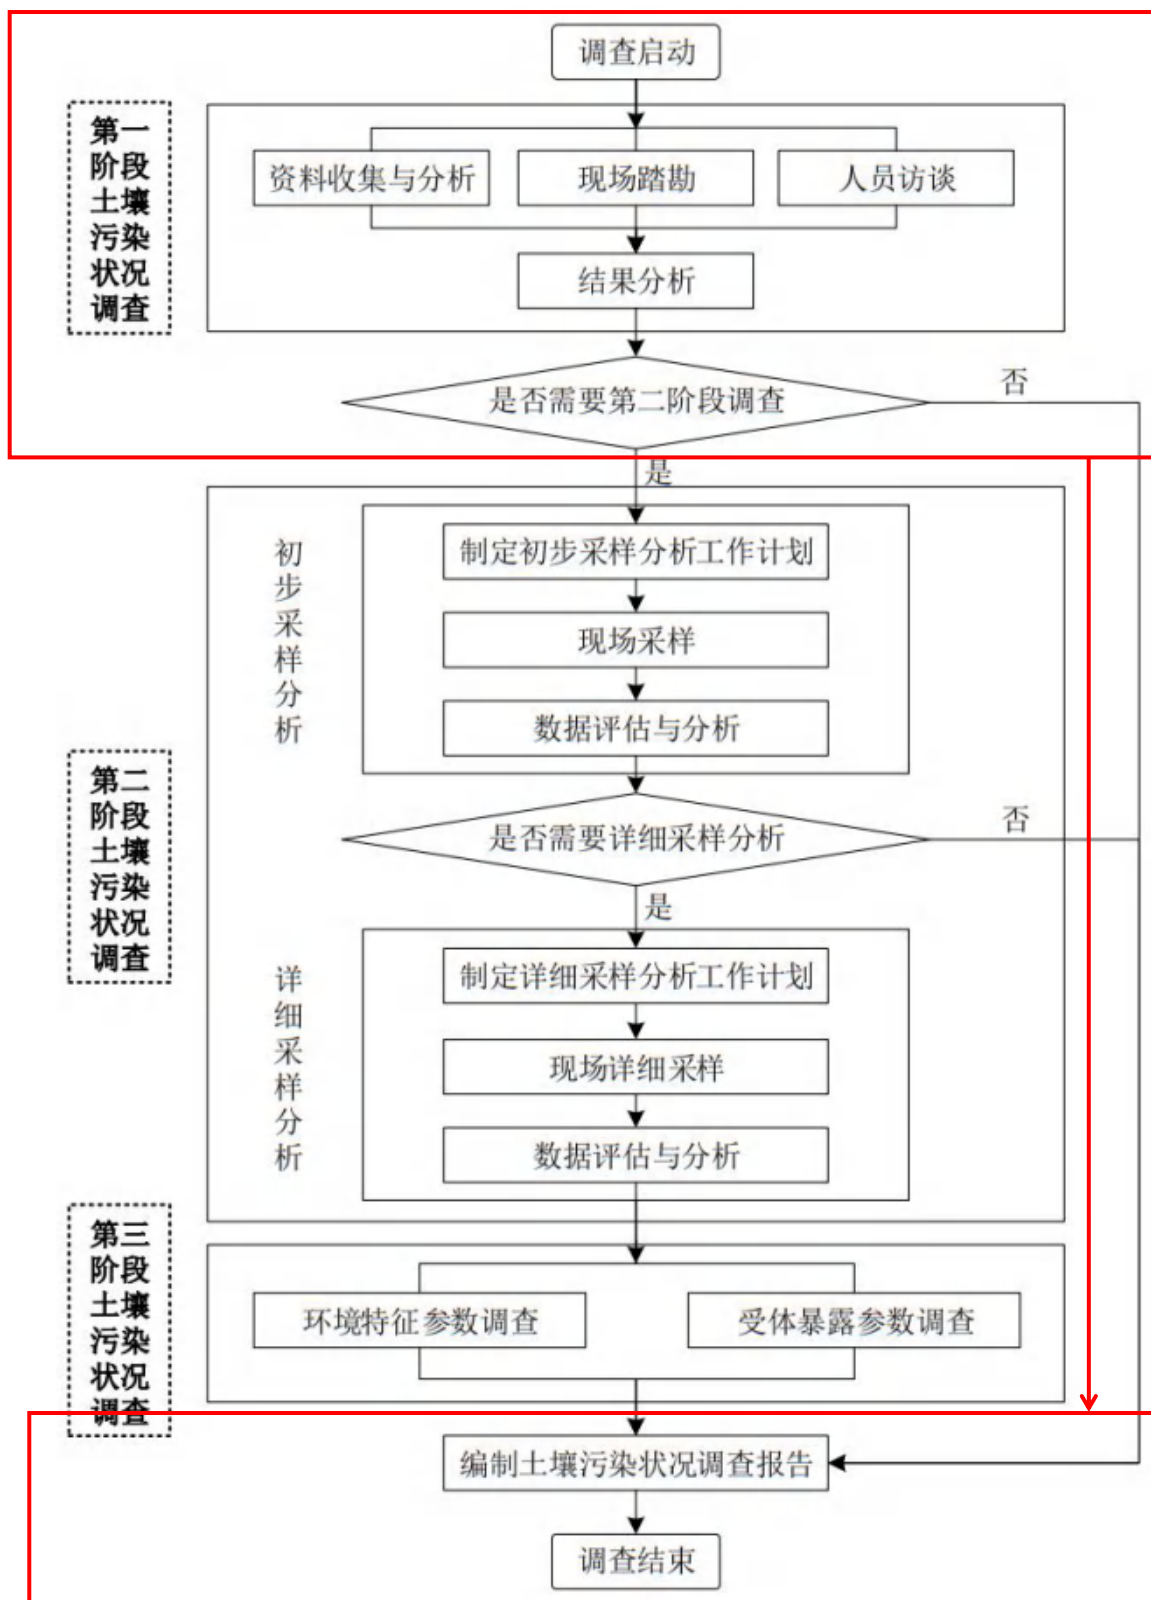 调查启动
第一
阶段
土壤
污染
状况
调查
资料收集与分析
现场踏勘
人员访谈
结果分析
是否需要第二阶段调查
否
是
初
步
采
样
分
析
制定初步采样分析工作计划
现场采样
数据评估与分析
第二
阶段
土壤
污染
状况
调查
是否需要详细采样分析
否
是
详
细
采
样
分
析
制定详细采样分析工作计划
现场详细采样
数据评估与分析
第三
阶段
土壤
污染
状况
调查
环境特征参数调查
受体暴露参数调查
编制土壤污染状况调查报告
调查结束